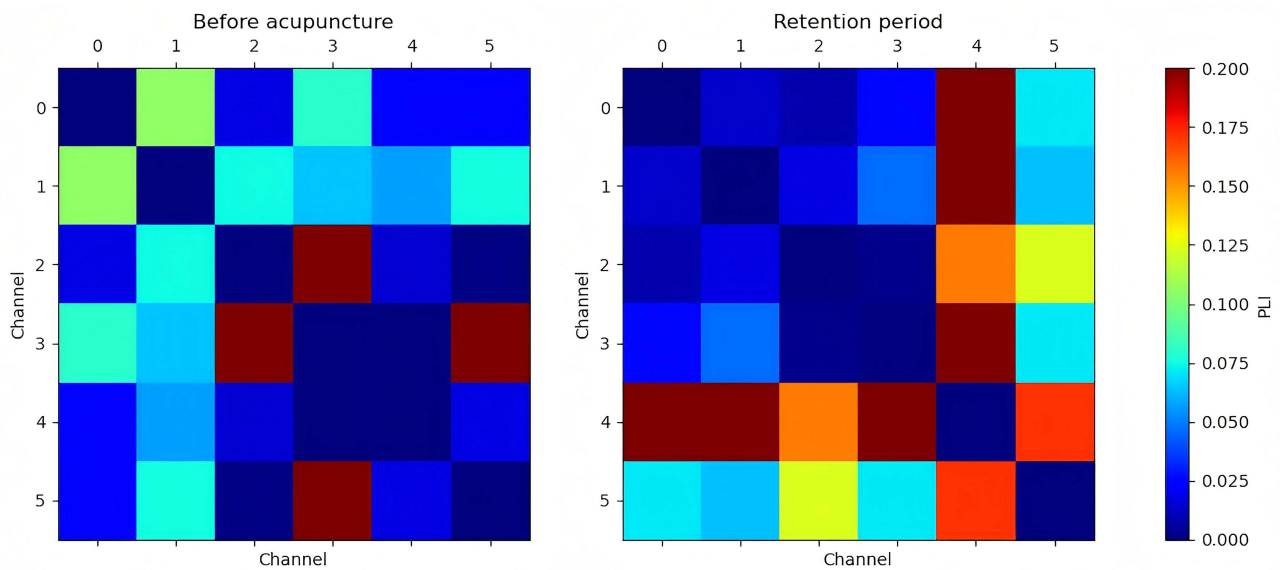 Before acupuncture
0 1 2 3 4 5
0
1
2
3
4
5
Channel
Channel
Retention period
0 1 2 3 4 5
0
1
2
3
4
5
Channel
Channel
0.200
0.175
0.150
0.125
0.100
0.075
0.050
0.025
0.000
PLI